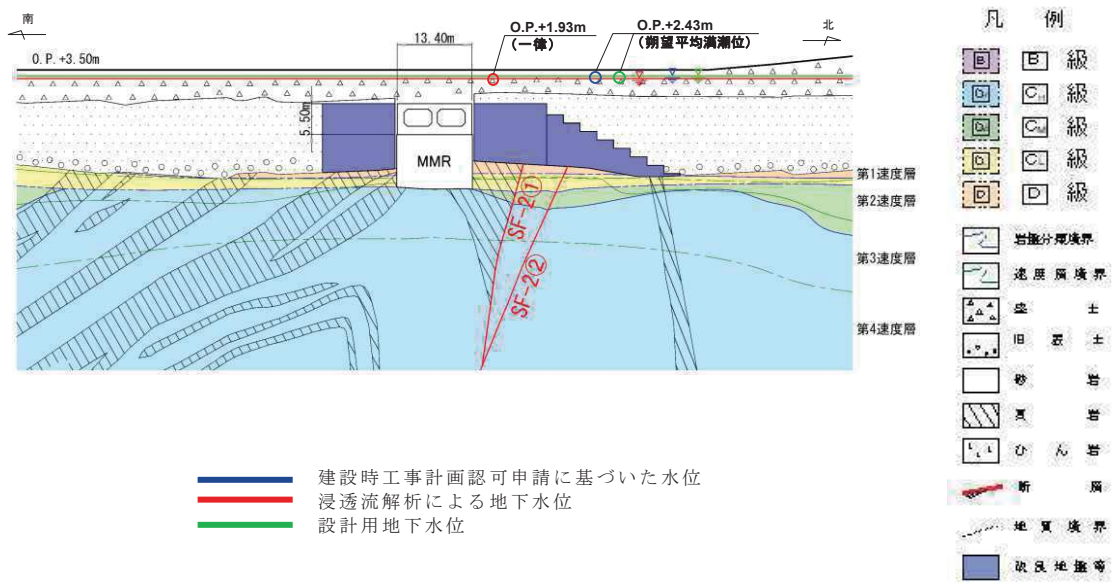 南
北
O.P.+3.50m
13.40m
O.P.+1.93m
(一律)
O.P.+2.43m
(朔望平均満潮位)
5.50m
MMR
SF-2①
SF-2②
第1速度層
第2速度層
第3速度層
第4速度層
建設時工事計画認可申請に基づいた水位
浸透流解析による地下水位
設計用地下水位
凡例
B B 級
CH CH 級
CM CM 級
CL CL 級
D D 級
岩盤分類境界
速度層境界
盛土
旧表土
砂岩
頁岩
ひん岩
断層
地質境界
改良地盤等